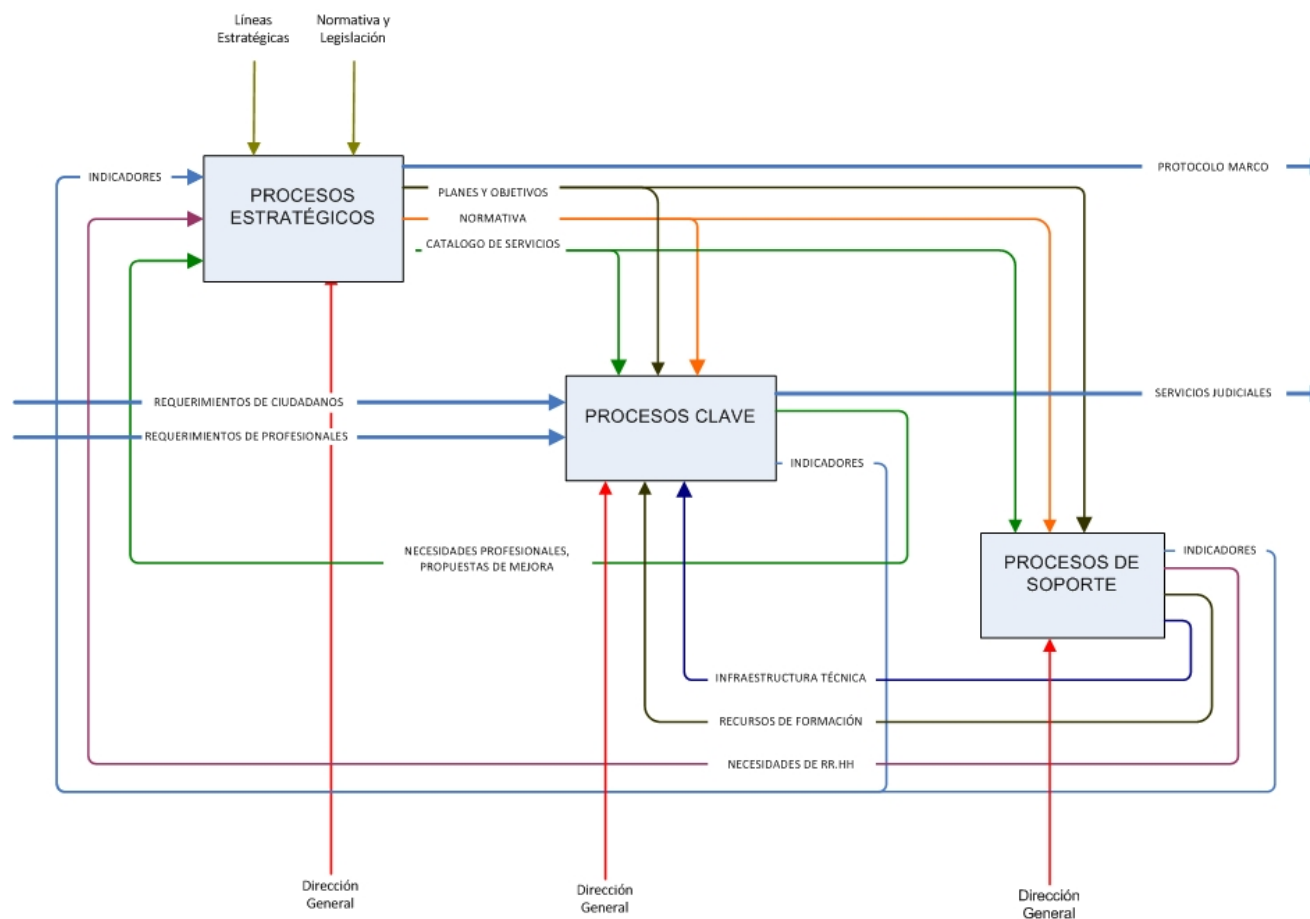 Líneas
Estratégicas
Normativa y
Legislación
INDICADORES
PROCESOS
ESTRATÉGICOS
PROTOCOLO MARCO
PLANES Y OBJETIVOS
NORMATIVA
CATALOGO DE SERVICIOS
REQUERIMIENTOS DE CIUDADANOS
REQUERIMIENTOS DE PROFESIONALES
PROCESOS CLAVE
SERVICIOS JUDICIALES
INDICADORES
NECESIDADES PROFESIONALES,
PROPUESTAS DE MEJORA
PROCESOS DE
SOPORTE
INDICADORES
INFRAESTRUCTURA TÉCNICA
RECURSOS DE FORMACIÓN
NECESIDADES DE RR.HH
Dirección
General
Dirección
General
Dirección
General